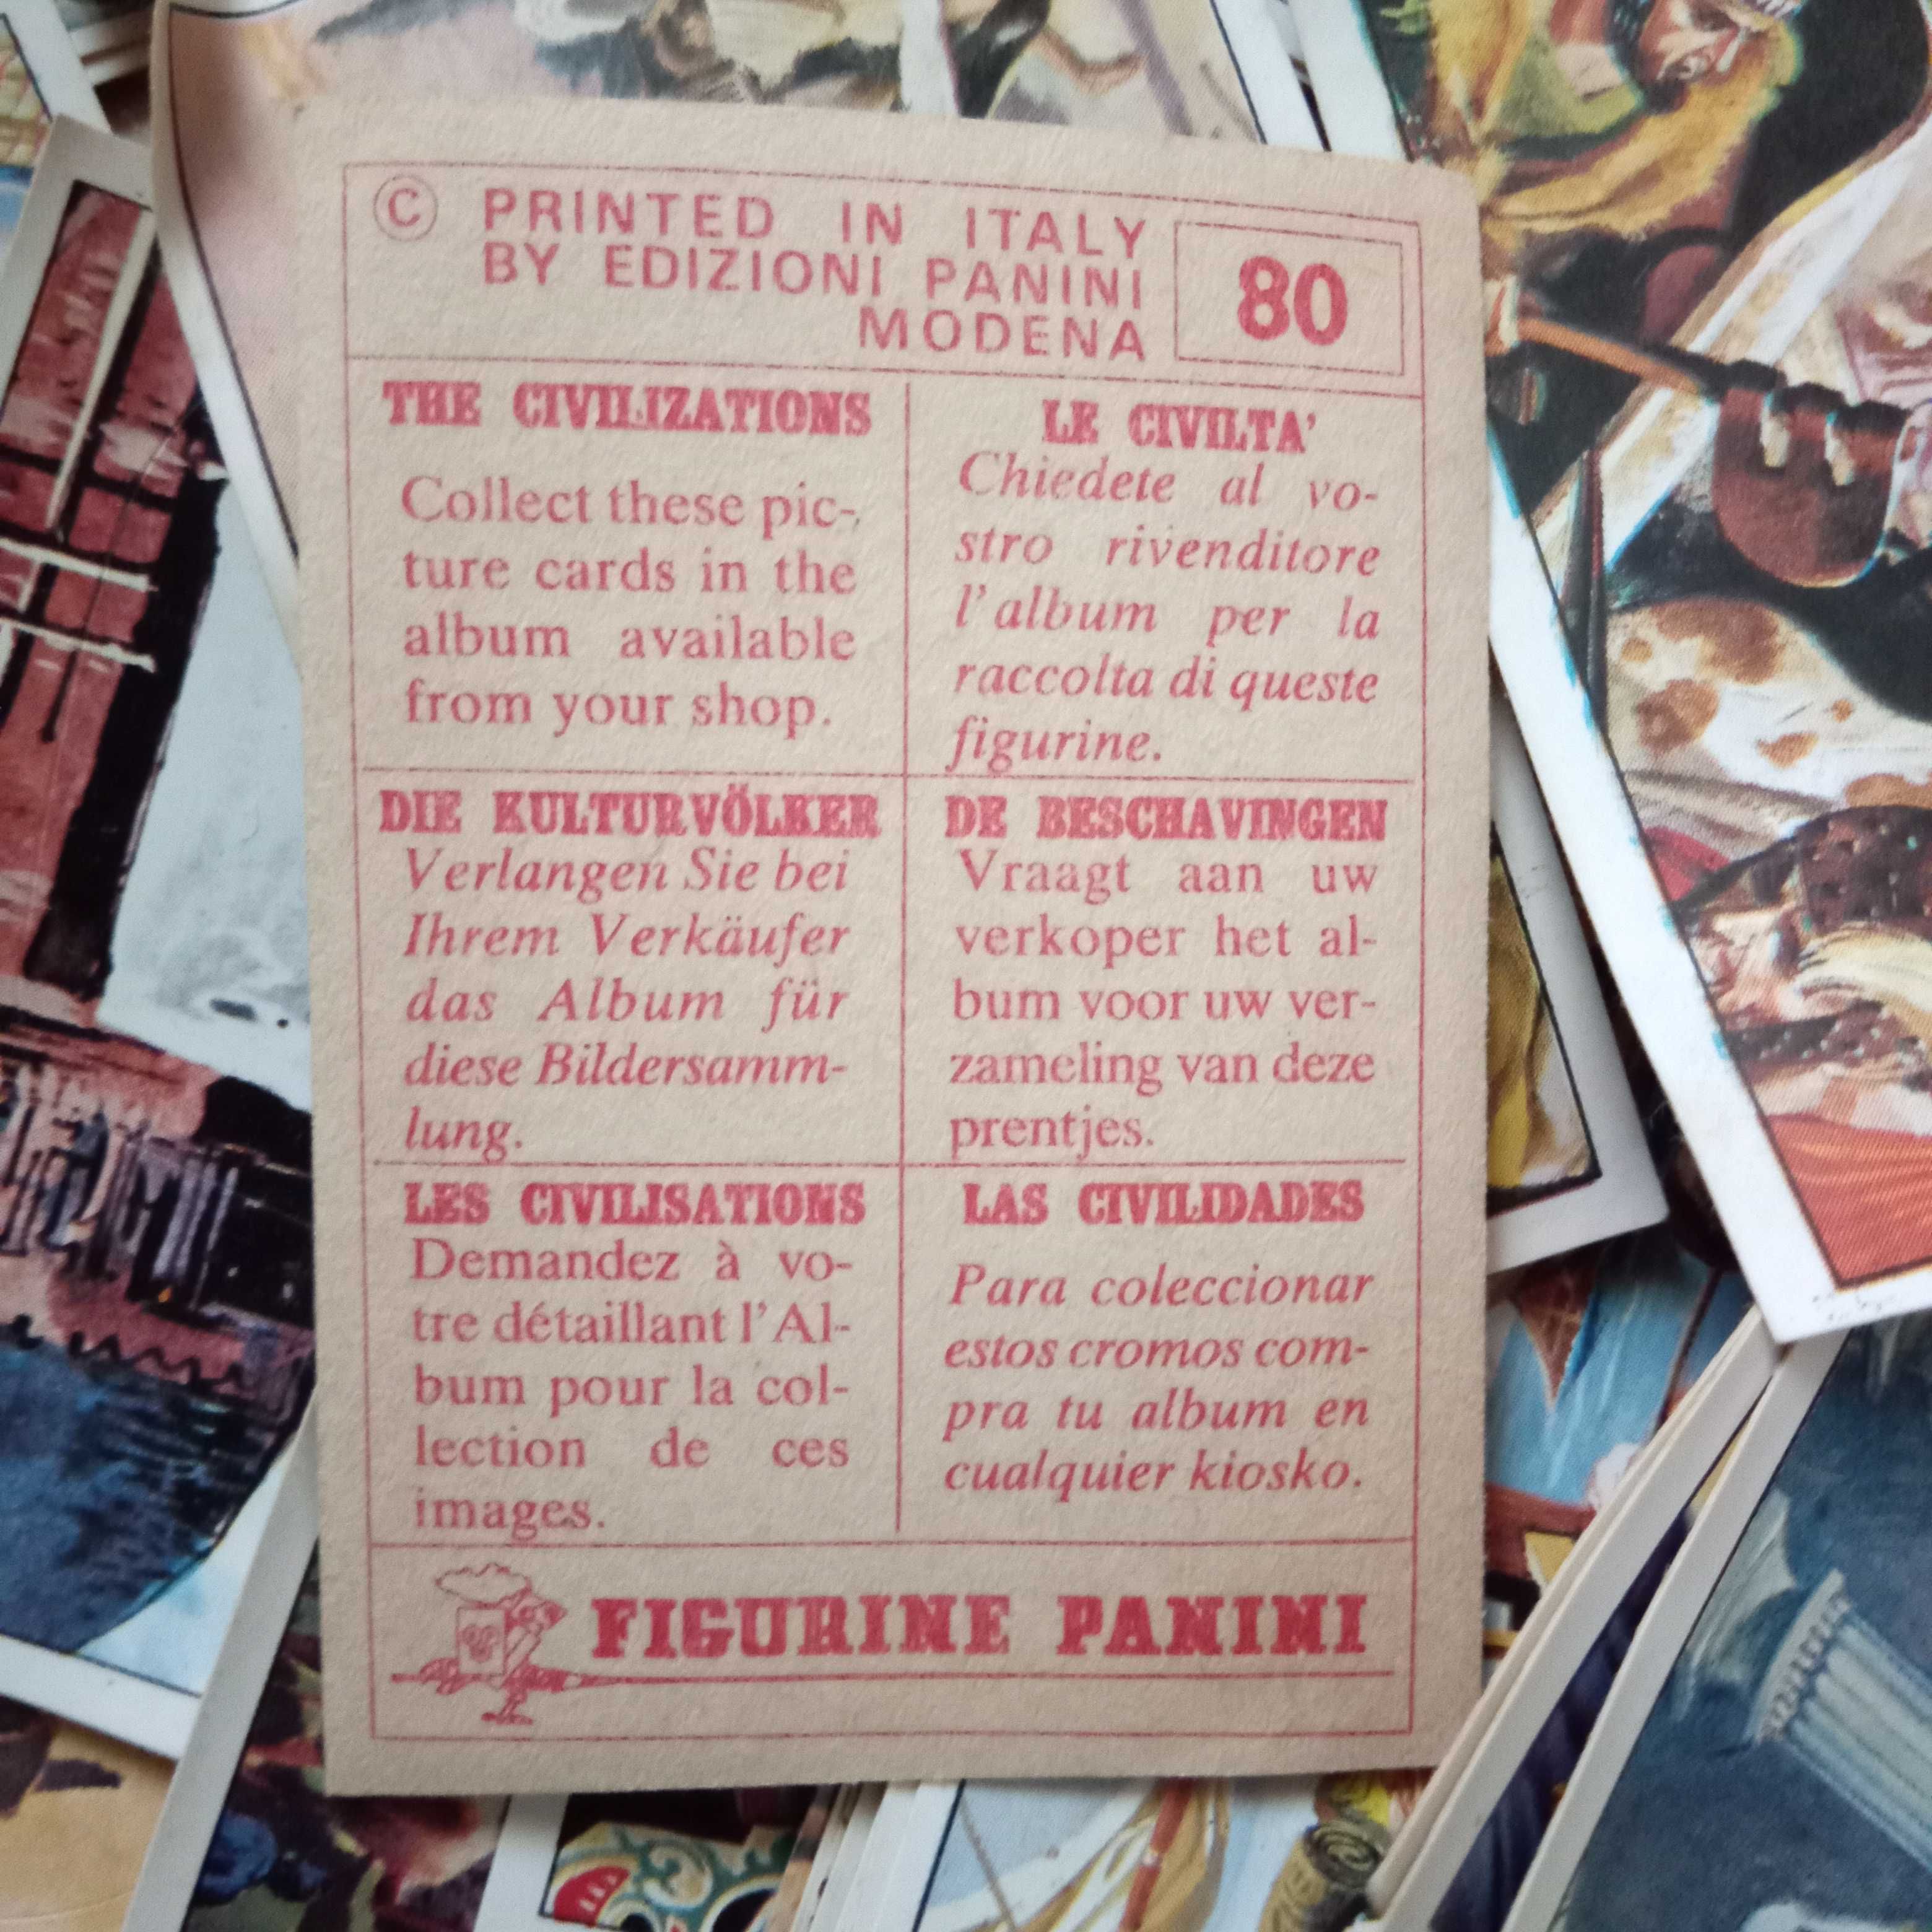 © PRINTED IN ITALY
BY EDIZIONI PANINI
MODENA
80
THE CIVILIZATIONS
Collect these pic-
ture cards in the
album available
from your shop.
LE CIVILTA'
Chiedete al vo-
stro rivenditore
l'album per la
raccolta di queste
figurine.
DIE KULTURVÖLKER
Verlangen Sie bei
Ihrem Verkäufer
das Album für
diese Bildersamm-
lung.
DE BESCHAVINGEN
Vraagt aan uw
verkoper het al-
bum voor uw ver-
zameling van deze
prentjes.
LES CIVILISATIONS
Demandez à vo-
tre détaillant l'Al-
bum pour la col-
lection de ces
images.
LAS CIVILIDADES
Para coleccionar
estos cromos com-
pra tu album en
cualquier kiosko.
FIGURINE PANINI